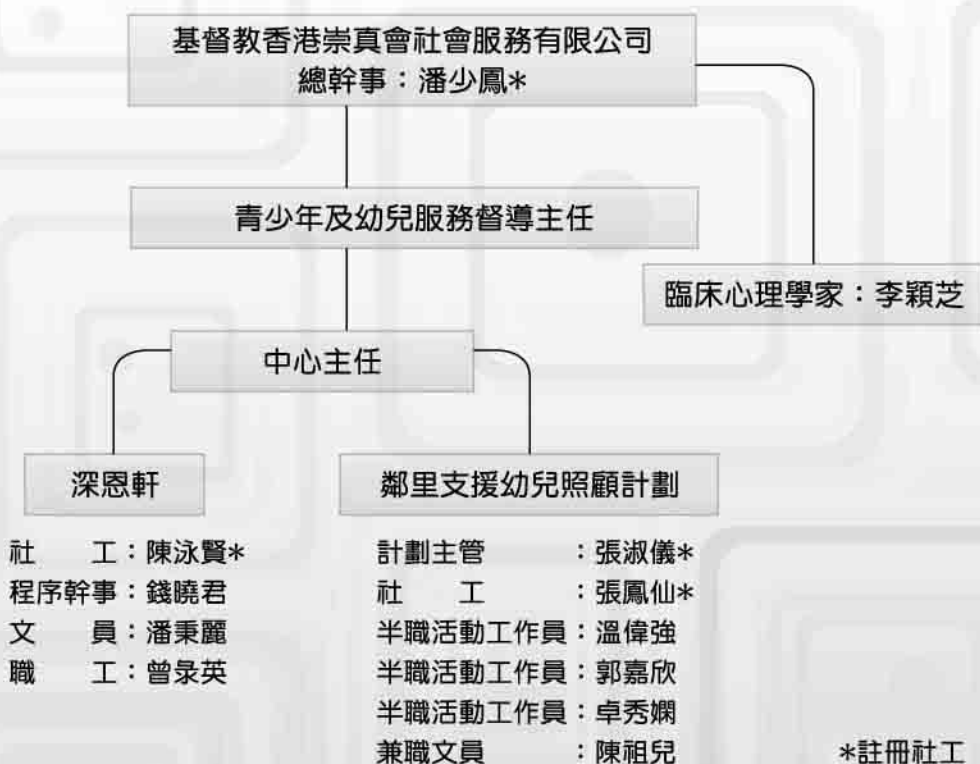 基督教香港崇真會社會服務有限公司
總幹事：潘少鳳*
青少年及幼兒服務督導主任
臨床心理學家：李穎芝
中心主任
深恩軒
社　　工：陳泳賢*
程序幹事：錢曉君
文　　員：潘秉麗
職　　工：曾彔英
鄰里支援幼兒照顧計劃
計劃主管　　：張淑儀*
社　　工　　：張鳳仙*
半職活動工作員：溫偉強
半職活動工作員：郭嘉欣
半職活動工作員：卓秀嫻
兼職文員　　：陳祖兒
*註冊社工